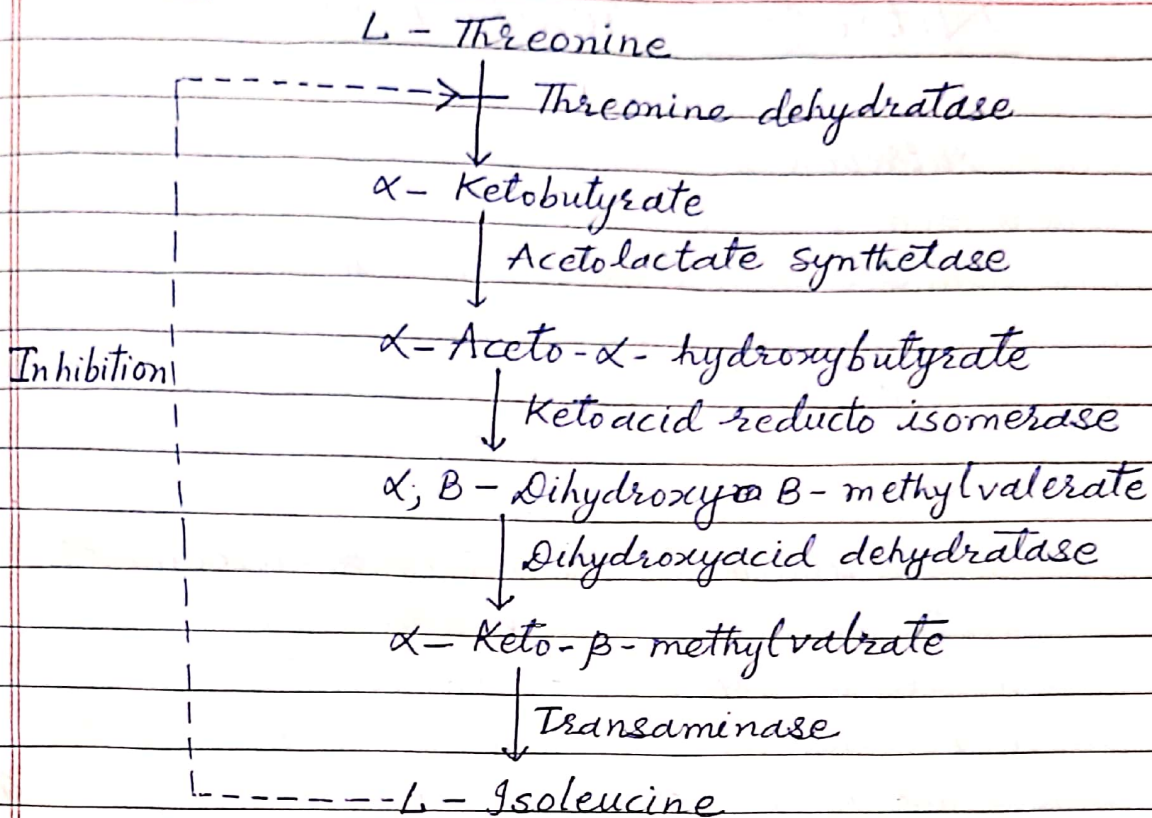 L - Threonine
Threonine dehydratase
α - Ketobutyrate
Acetolactate synthetase
α - Aceto - α - hydroxybutyrate
Inhibition
Ketoacid reducto isomerase
α, B - Dihydroxy B - methylvalerate
Dihydroxyacid dehydratase
α - Keto - β - methylvalrate
Transaminase
L - Isoleucine